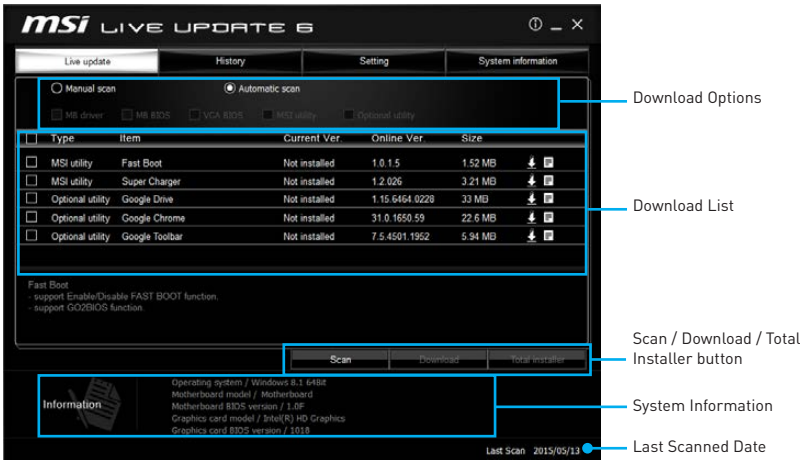 msi LIVE UPDATE 6
Live update History Setting System information
Manual scan Automatic scan
MB driver MB BIOS VGA BIOS MSI utility Optional utility
Download Options
Type Item Current Ver. Online Ver. Size
MSI utility Fast Boot Not installed 1.0.1.5 1.52 MB
MSI utility Super Charger Not installed 1.2.026 3.21 MB
Optional utility Google Drive Not installed 1.15.6464.0228 33 MB
Download List
Optional utility Google Chrome Not installed 31.0.1650.59 22.6 MB
Optional utility Google Toolbar Not installed 7.5.4501.1952 5.94 MB
Fast Boot
- support Enable/Disable FAST BOOT function.
- support GO2BIOS function.
Scan Download Total installer
Scan / Download / Total
Installer button
Information
Operating system / Windows 8.1 64Bit
Motherboard model / Motherboard
Motherboard BIOS version / 1.0F
Graphics card model / Intel(R) HD Graphics
Graphics card BIOS version / 1018
System Information
Last Scan 2015/05/13
Last Scanned Date